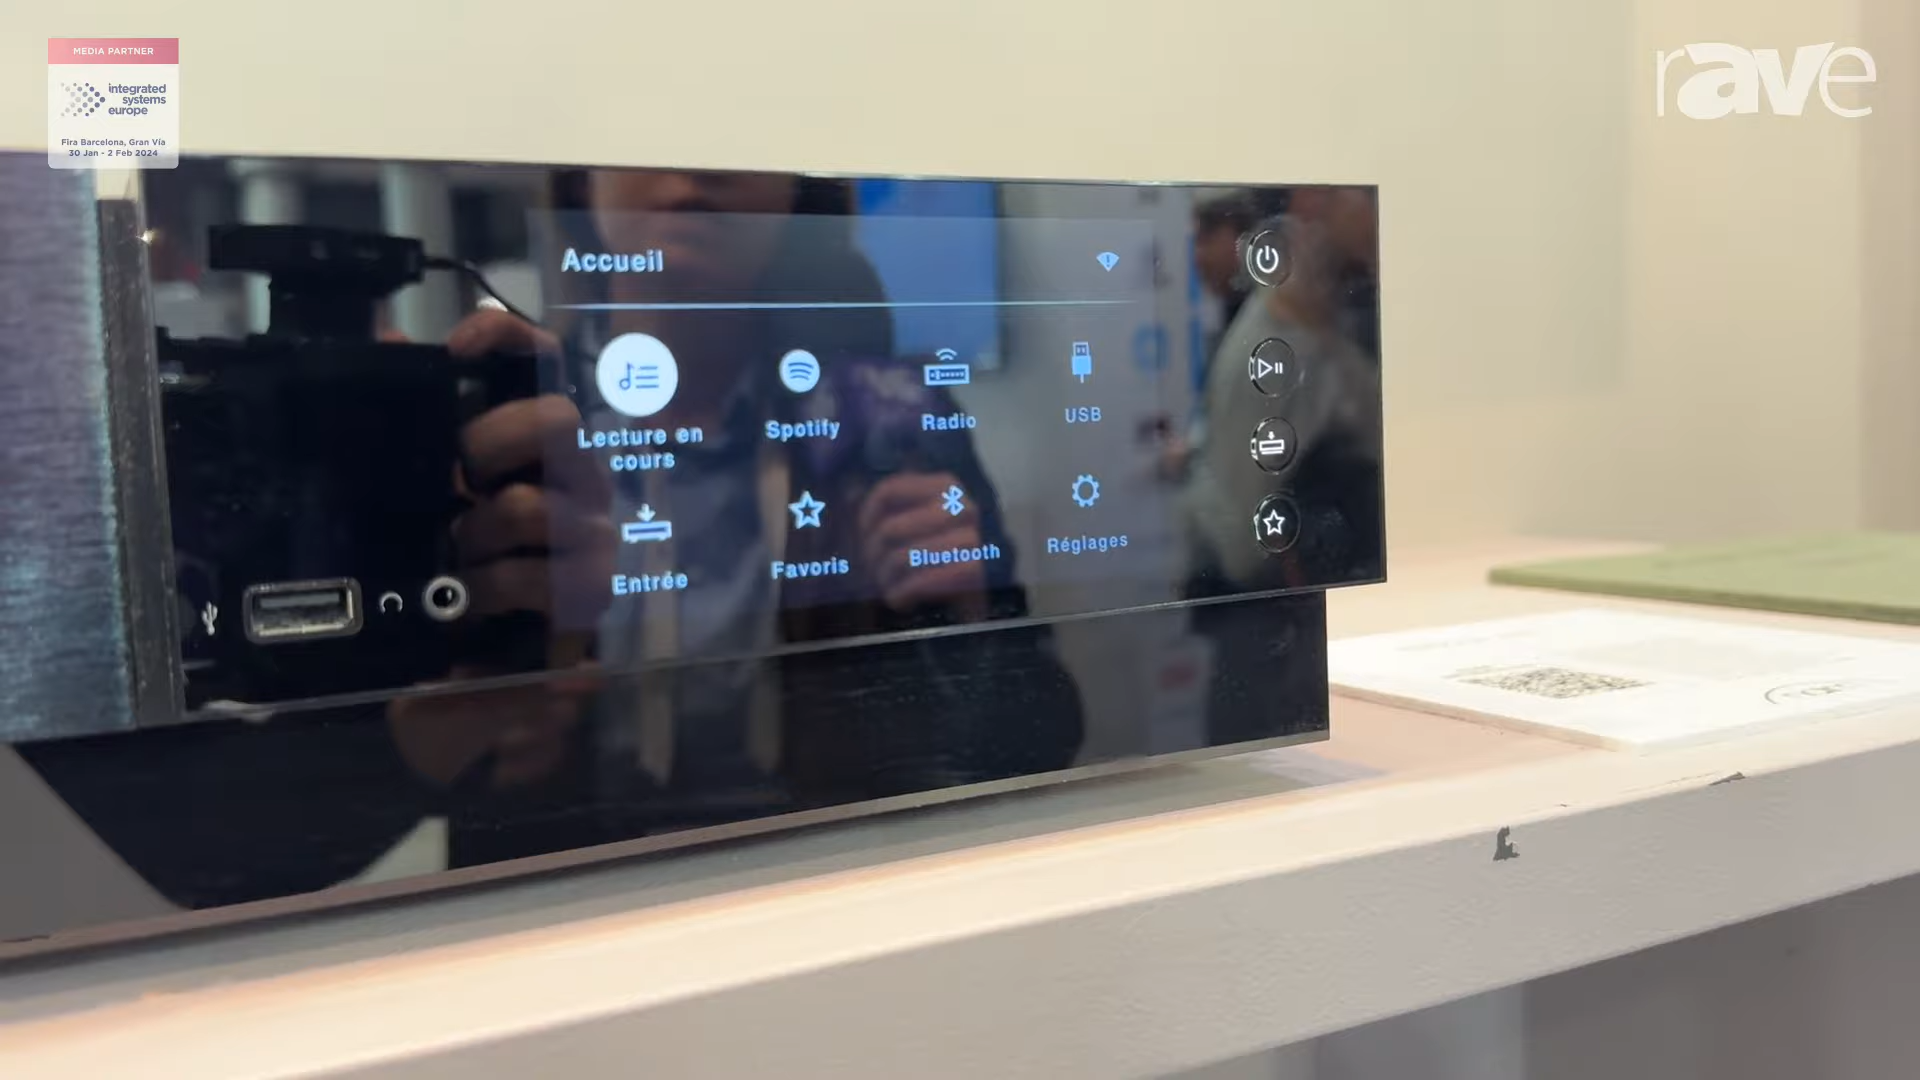 MEDIA PARTNER
integrated
systems
europe
Fira Barcelona, Gran Vía
30 Jan - 2 Feb 2024
rave
Accueil
Lecture en
cours
Spotify
Radio
USB
Entrée
Favoris
Bluetooth
Réglages